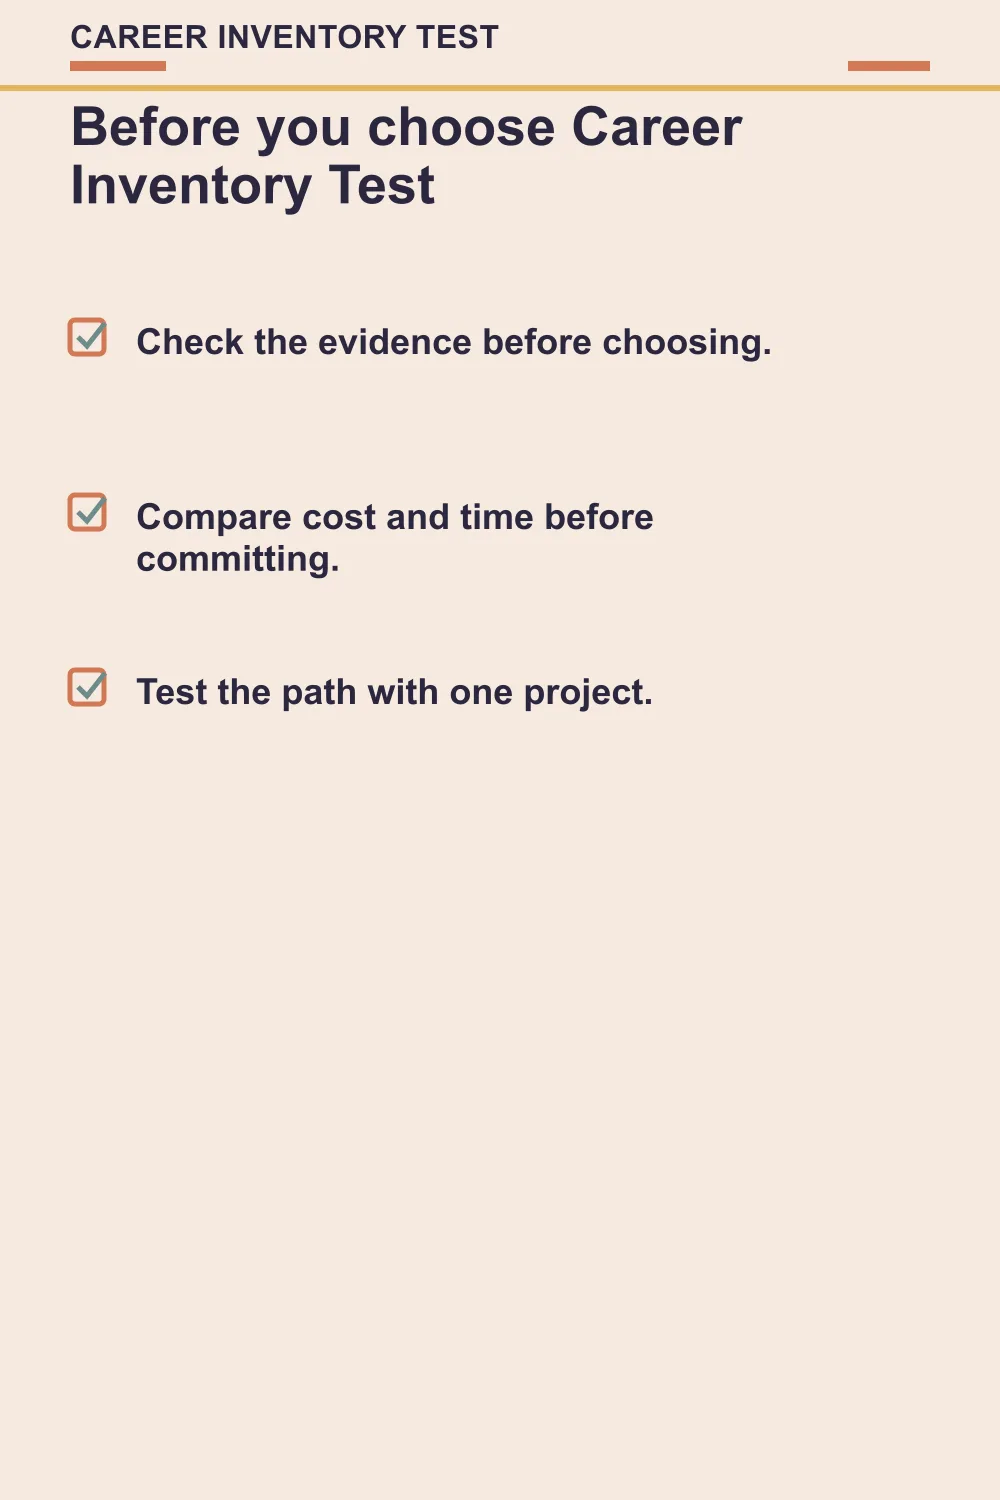 CAREER INVENTORY TEST
Before you choose Career
Inventory Test
Check the evidence before choosing.
Compare cost and time before
committing.
Test the path with one project.